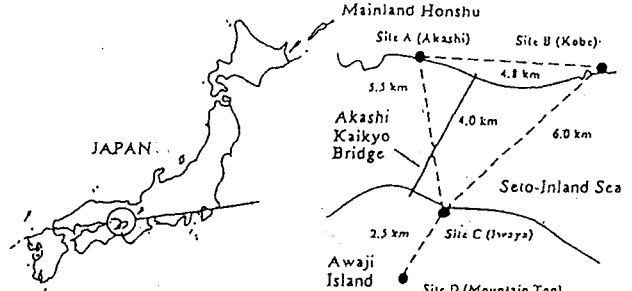 Mainland Honshu
Site A (Akashi)
Site B (Kobe)
4.8 km
5.5 km
4.0 km
Akashi
Kaikyo
Bridge
6.0 km
JAPAN
Seto-Inland Sea
Site C (Iwaya)
2.5 km
Awaji
Island
Site D (Mountain Top)